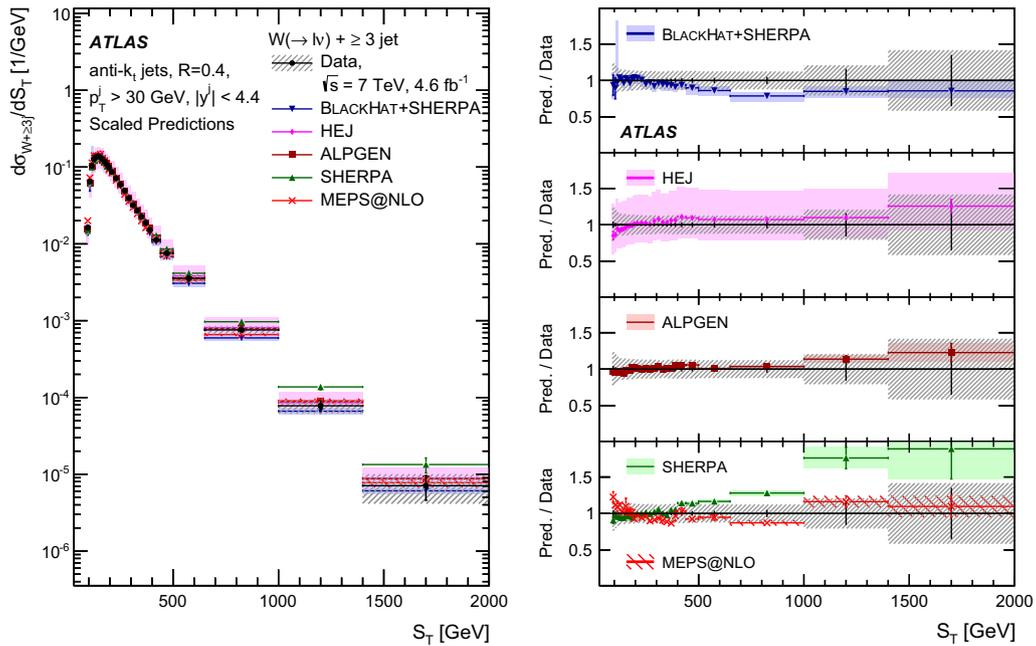 dσ_{W+≥3j}/dS_T [1/GeV]
10
1
10⁻¹
10⁻²
10⁻³
10⁻⁴
10⁻⁵
10⁻⁶
ATLAS
anti-k_t jets, R=0.4,
p_T^j > 30 GeV, |y^j| < 4.4
Scaled Predictions
W(→ lν) + ≥ 3 jet
Data,
√s = 7 TeV, 4.6 fb⁻¹
BLACKHAT+SHERPA
HEJ
ALPGEN
SHERPA
MEPS@NLO
500 1000 1500 2000
S_T [GeV]
Pred. / Data
1.5
1
0.5
BLACKHAT+SHERPA
ATLAS
Pred. / Data
1.5
1
0.5
HEJ
Pred. / Data
1.5
1
0.5
ALPGEN
Pred. / Data
1.5
1
0.5
SHERPA
MEPS@NLO
500 1000 1500 2000
S_T [GeV]